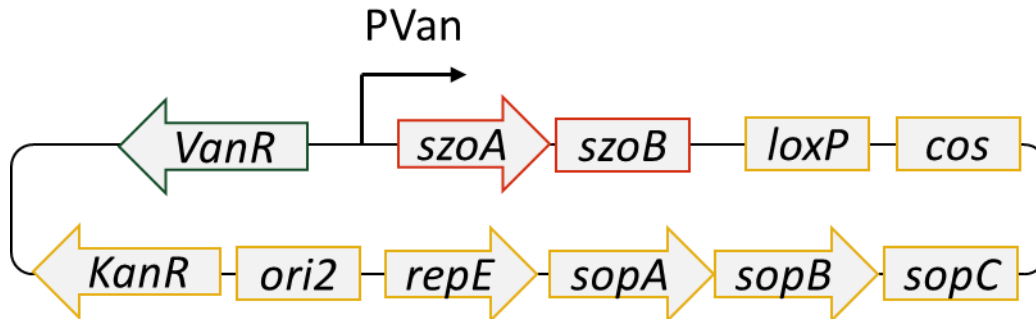 PVan
VanR szoA szoB loxP cos
KanR ori2 repE sopA sopB sopC